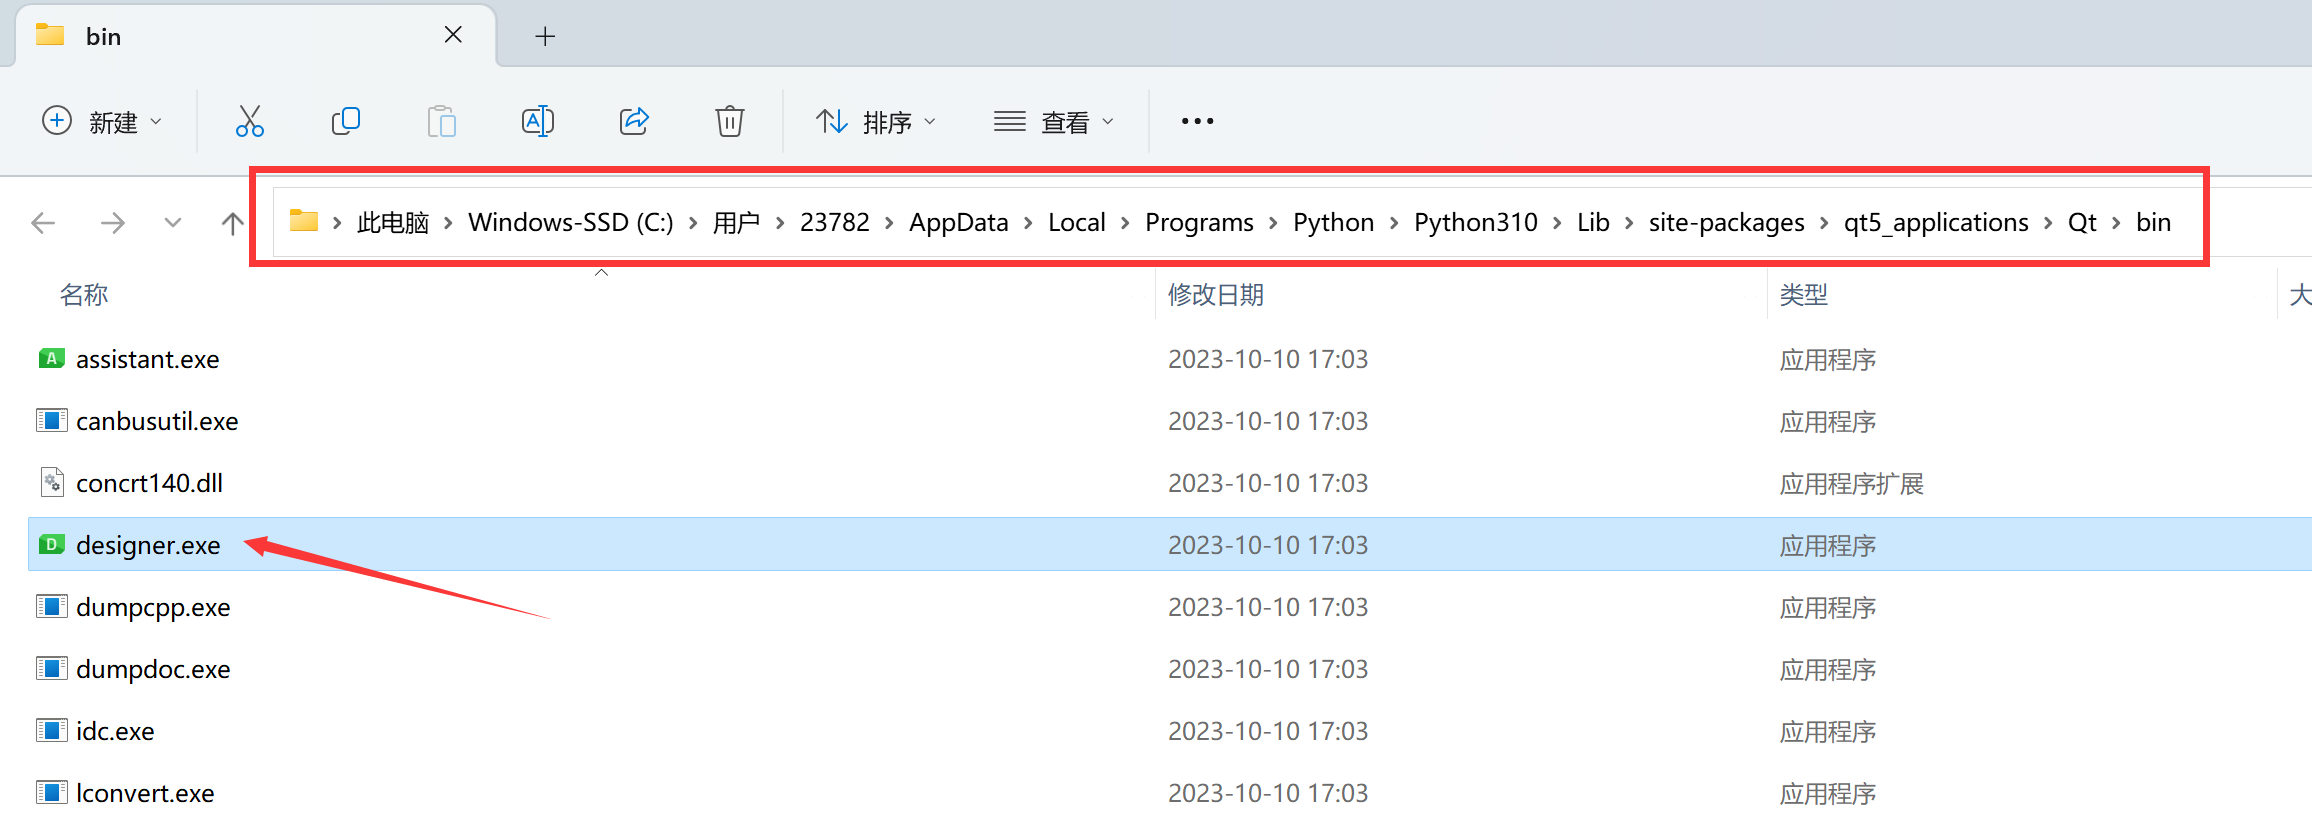 bin
新建 排序 查看
此电脑 Windows-SSD (C:) 用户 23782 AppData Local Programs Python Python310 Lib site-packages qt5_applications Qt bin
名称 修改日期 类型 大
assistant.exe 2023-10-10 17:03 应用程序
canbusutil.exe 2023-10-10 17:03 应用程序
concrt140.dll 2023-10-10 17:03 应用程序扩展
designer.exe 2023-10-10 17:03 应用程序
dumpcpp.exe 2023-10-10 17:03 应用程序
dumpdoc.exe 2023-10-10 17:03 应用程序
idc.exe 2023-10-10 17:03 应用程序
lconvert.exe 2023-10-10 17:03 应用程序